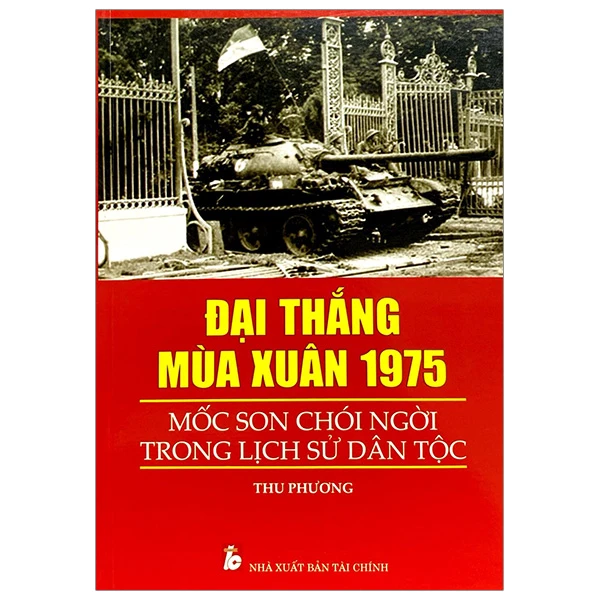 ĐẠI THẮNG
MÙA XUÂN 1975
MỐC SON CHÓI NGỜI
TRONG LỊCH SỬ DÂN TỘC
THU PHƯƠNG
NHÀ XUẤT BẢN TÀI CHÍNH